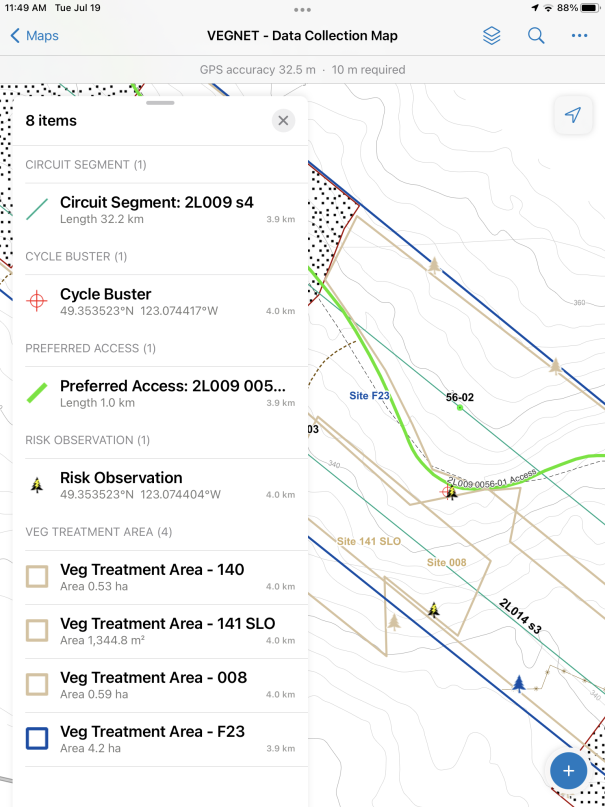 11:49 AM Tue Jul 19
88%
Maps
VEGNET - Data Collection Map
GPS accuracy 32.5 m · 10 m required
8 items
CIRCUIT SEGMENT (1)
Circuit Segment: 2L009 s4
Length 32.2 km
3.9 km
CYCLE BUSTER (1)
Cycle Buster
49.353523°N 123.074417°W
4.0 km
PREFERRED ACCESS (1)
Preferred Access: 2L009 005...
Length 1.0 km
3.9 km
RISK OBSERVATION (1)
Risk Observation
49.353523°N 123.074404°W
4.0 km
VEG TREATMENT AREA (4)
Veg Treatment Area - 140
Area 0.53 ha
4.0 km
Veg Treatment Area - 141 SLO
Area 1,344.8 m²
4.0 km
Veg Treatment Area - 008
Area 0.59 ha
4.0 km
Veg Treatment Area - F23
Area 4.2 ha
3.9 km
360
Site F23
56-02
03
340
2L009 0056-01 Access
Site 141 SLO
Site 008
2L014 s3
340